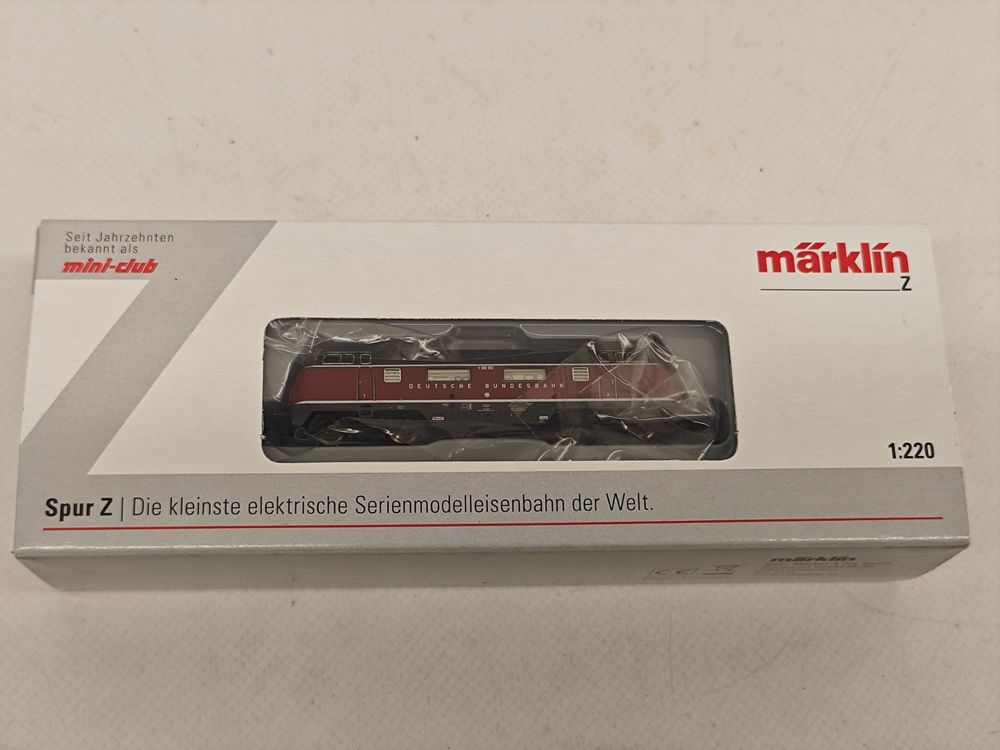 Seit Jahrzehnten
bekannt als
mini-club
märklin
Z
DEUTSCHE BUNDESBAHN
1:220
Spur Z | Die kleinste elektrische Serienmodelleisenbahn der Welt.
märklin
CE